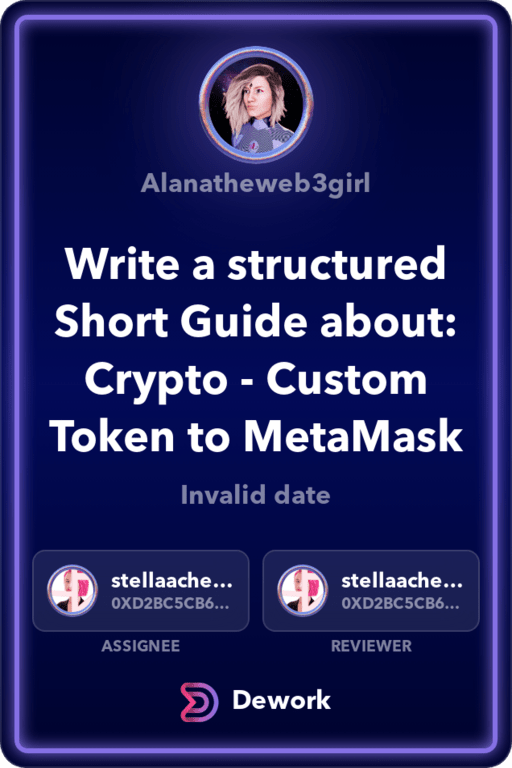 Alanatheweb3girl
Write a structured
Short Guide about:
Crypto - Custom
Token to MetaMask
Invalid date
stellaache...
0XD2BC5CB6...
ASSIGNEE
stellaache...
0XD2BC5CB6...
REVIEWER
Dework